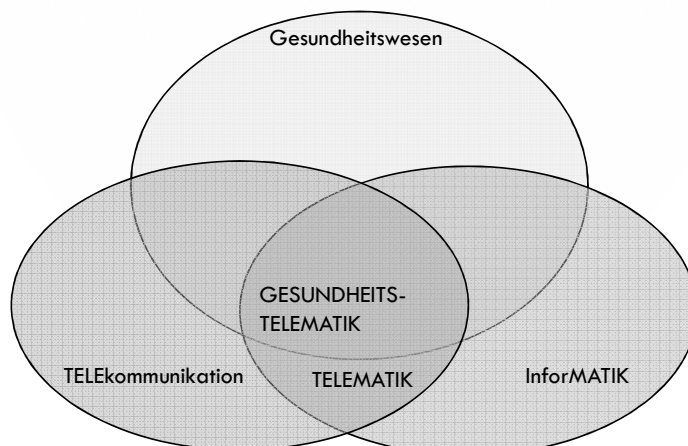 Gesundheitswesen
GESUNDHEITS-
TELEMATIK
TELEkommunikation
TELEMATIK
InforMATIK